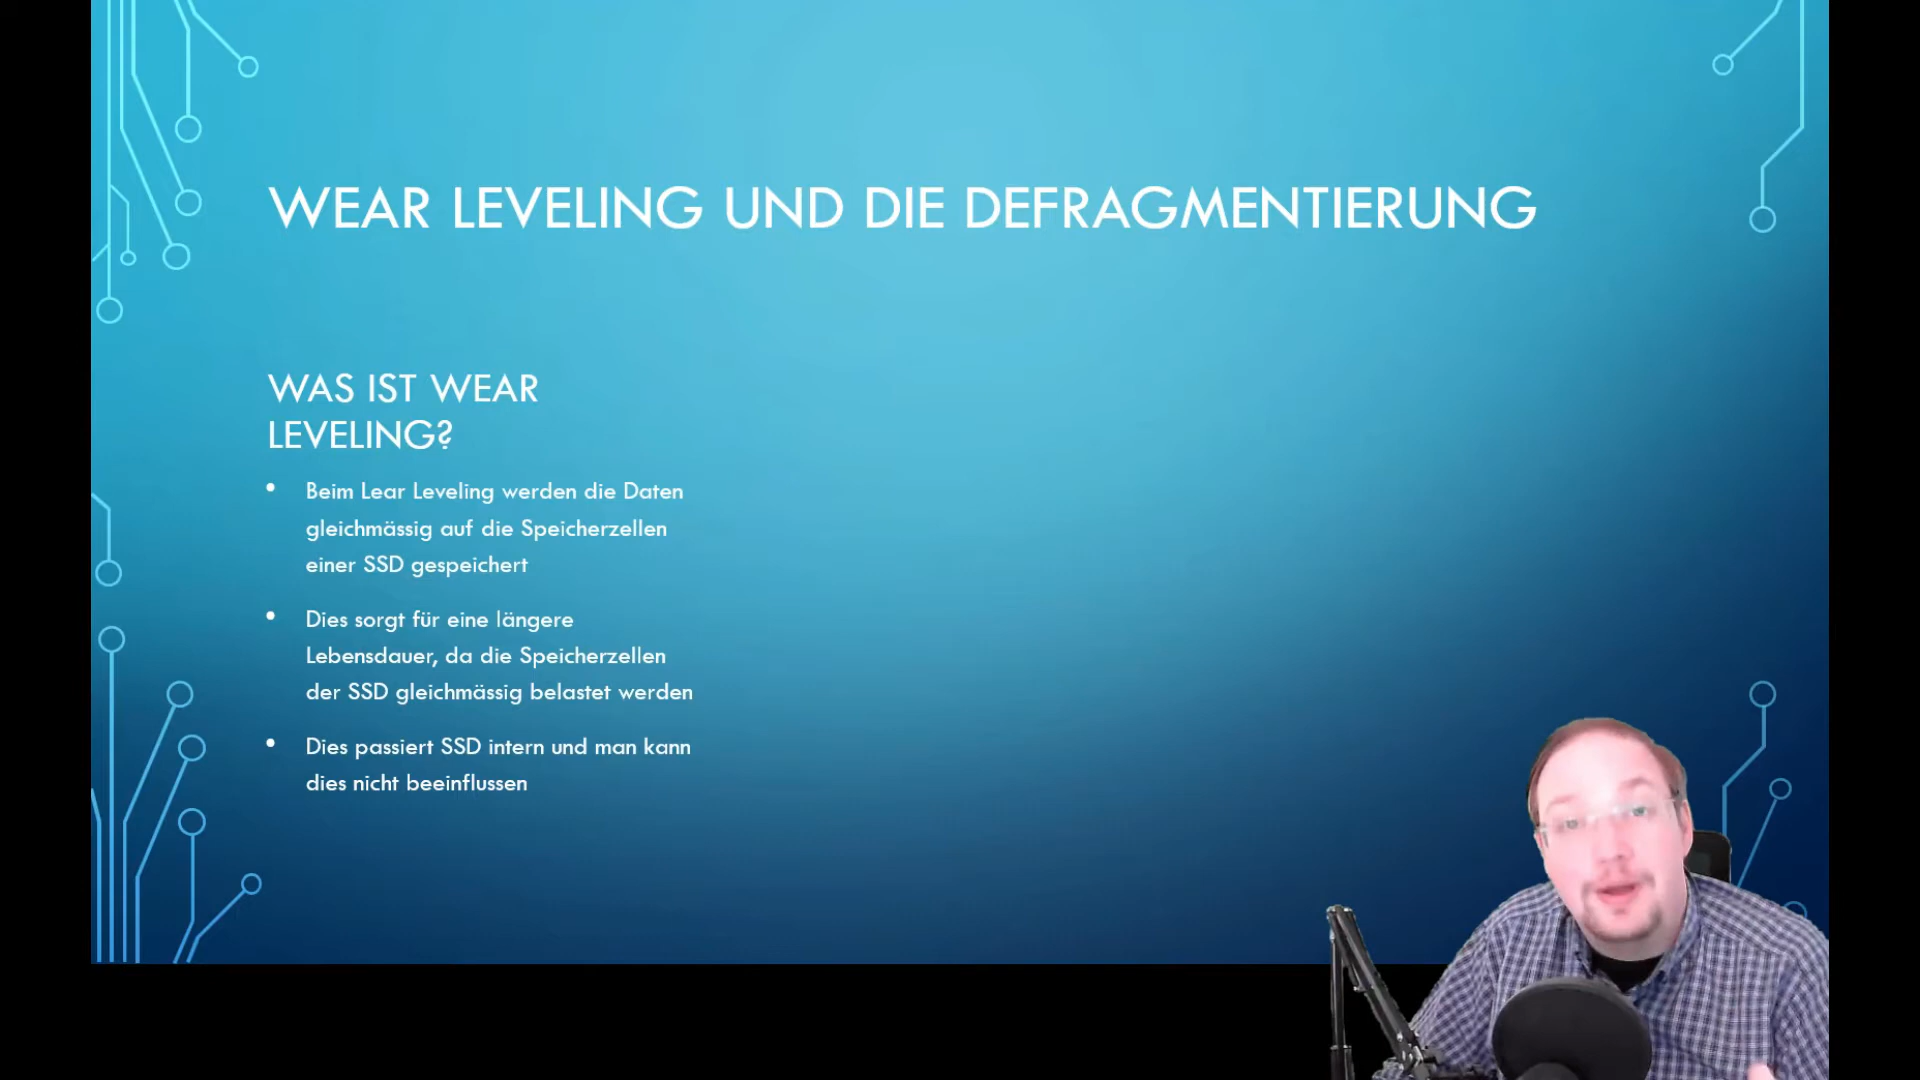 WEAR LEVELING UND DIE DEFRAGMENTIERUNG
WAS IST WEAR
LEVELING?
• Beim Lear Leveling werden die Daten
gleichmässig auf die Speicherzellen
einer SSD gespeichert
• Dies sorgt für eine längere
Lebensdauer, da die Speicherzellen
der SSD gleichmässig belastet werden
• Dies passiert SSD intern und man kann
dies nicht beeinflussen